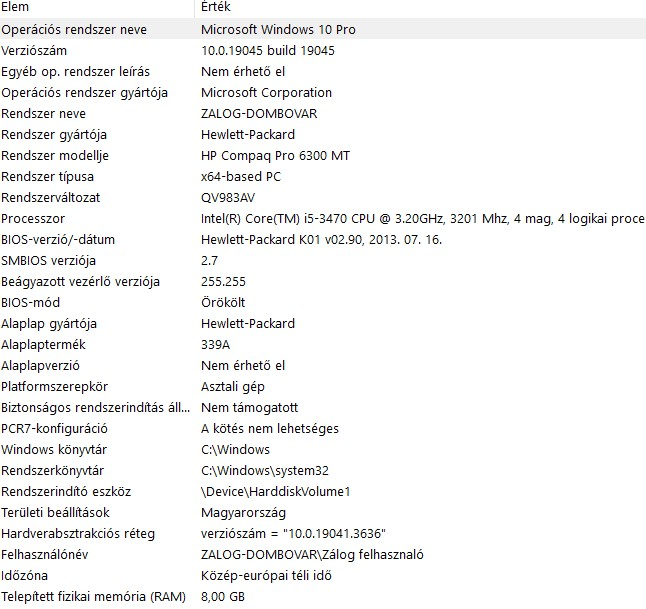 Elem Érték
Operációs rendszer neve Microsoft Windows 10 Pro
Verziószám 10.0.19045 build 19045
Egyéb op. rendszer leírás Nem érhető el
Operációs rendszer gyártója Microsoft Corporation
Rendszer neve ZALOG-DOMBOVAR
Rendszer gyártója Hewlett-Packard
Rendszer modellje HP Compaq Pro 6300 MT
Rendszer típusa x64-based PC
Rendszerváltozat QV983AV
Processzor Intel(R) Core(TM) i5-3470 CPU @ 3.20GHz, 3201 Mhz, 4 mag, 4 logikai proce
BIOS-verzió/-dátum Hewlett-Packard K01 v02.90, 2013. 07. 16.
SMBIOS verziója 2.7
Beágyazott vezérlő verziója 255.255
BIOS-mód Örökölt
Alaplap gyártója Hewlett-Packard
Alaplaptermék 339A
Alaplapverzió Nem érhető el
Platformszerepkör Asztali gép
Biztonságos rendszerindítás áll... Nem támogatott
PCR7-konfiguráció A kötés nem lehetséges
Windows könyvtár C:\Windows
Rendszerkönyvtár C:\Windows\system32
Rendszerindító eszköz \Device\HarddiskVolume1
Területi beállítások Magyarország
Hardverabsztrakciós réteg verziószám = "10.0.19041.3636"
Felhasználónév ZALOG-DOMBOVAR\Zálog felhasználó
Időzóna Közép-európai téli idő
Telepített fizikai memória (RAM) 8,00 GB